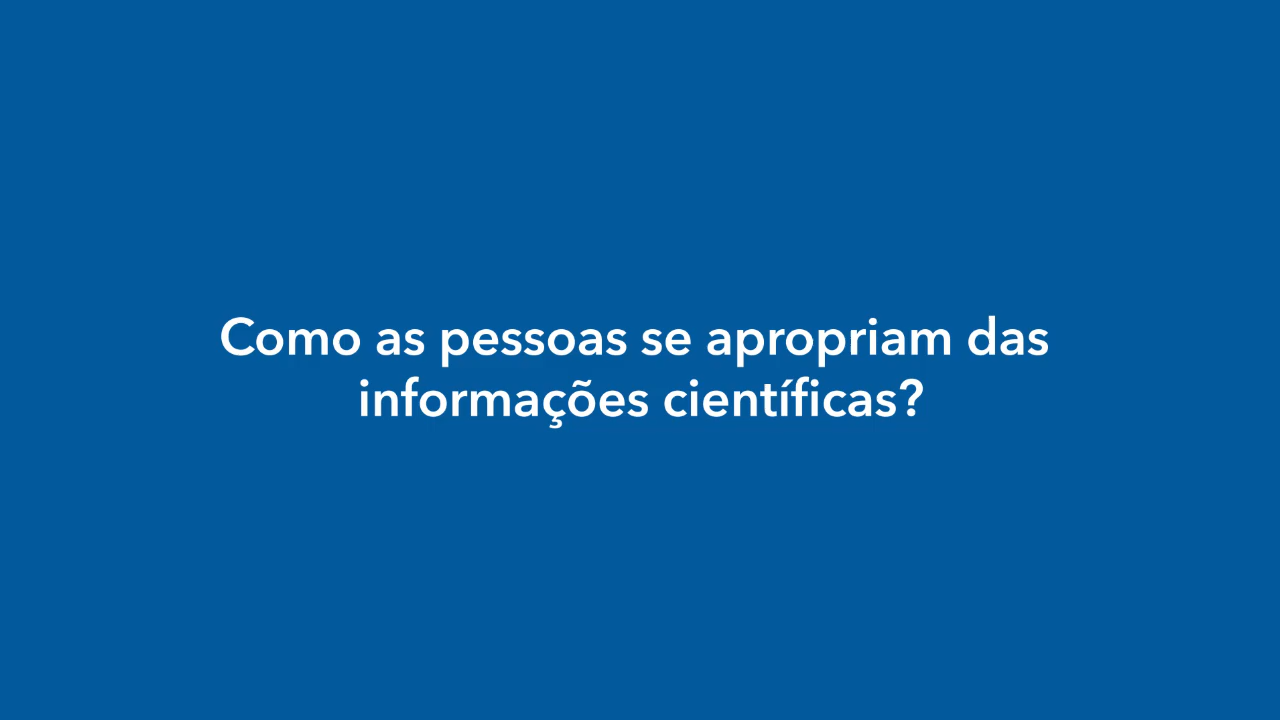 Como as pessoas se apropriam das
informações científicas?